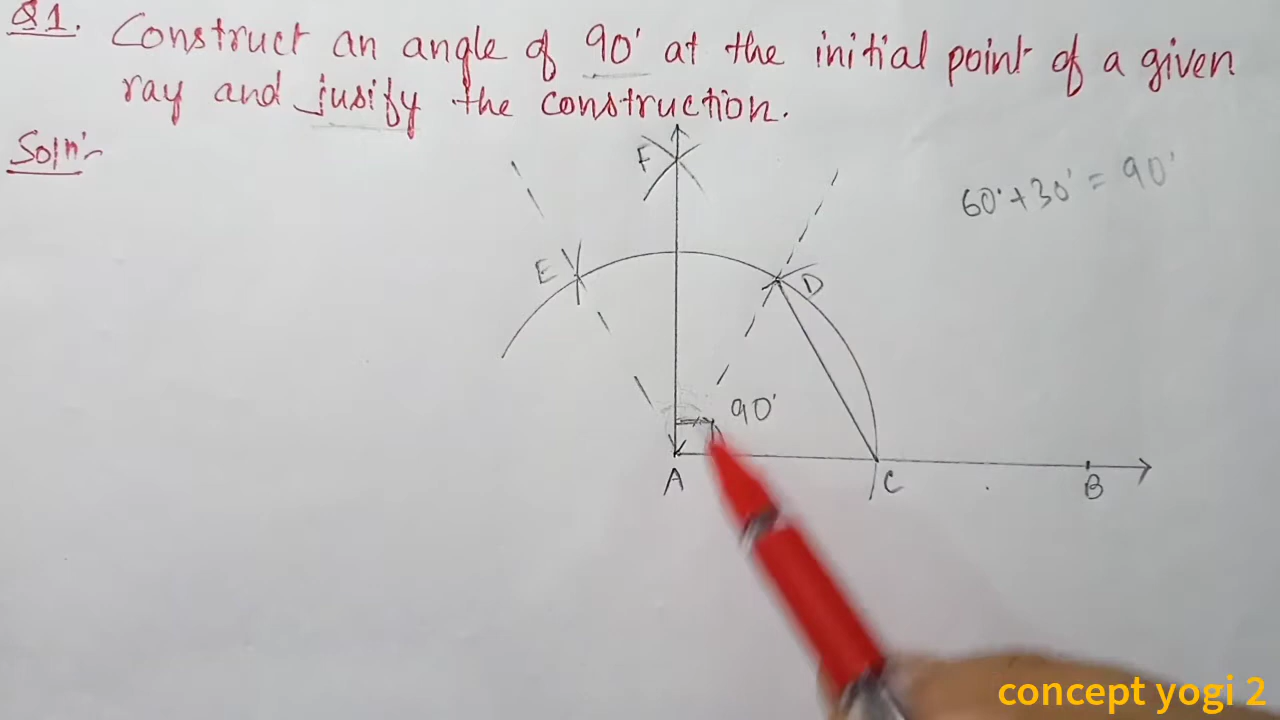 Q1. Construct an angle of 90° at the initial point of a given
ray and jusify the construction.
Soln:-
F
60°+30°=90°
E
D
90°
A
C
B
concept yogi 2